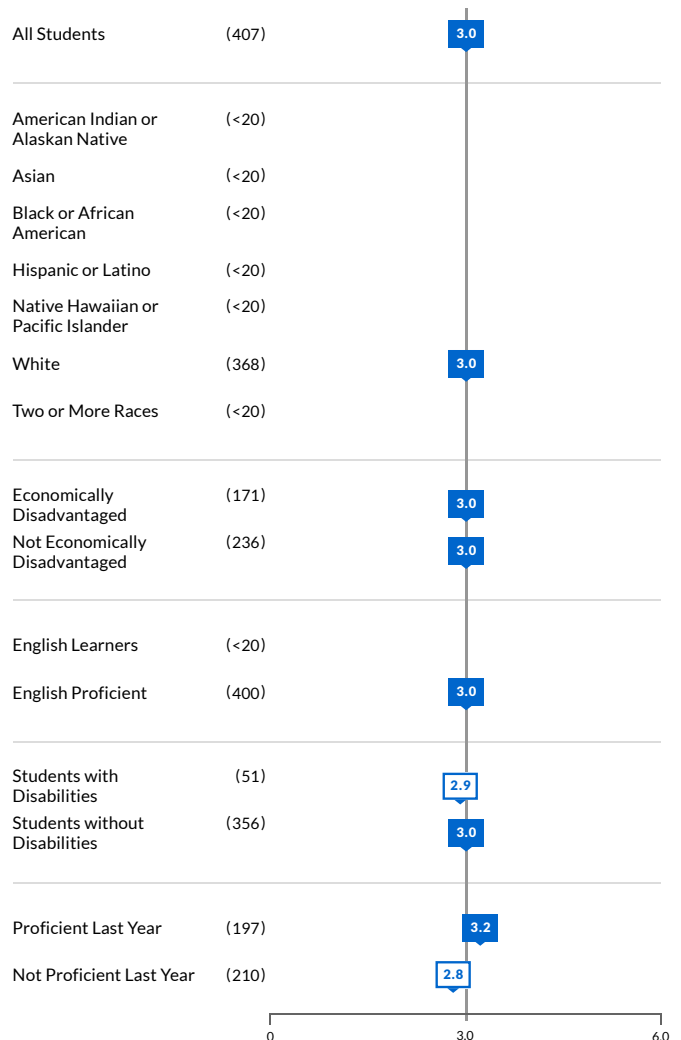 All Students (407) 3.0
American Indian or (<20)
Alaskan Native
Asian (<20)
Black or African (<20)
American
Hispanic or Latino (<20)
Native Hawaiian or (<20)
Pacific Islander
White (368) 3.0
Two or More Races (<20)
Economically (171) 3.0
Disadvantaged
Not Economically (236) 3.0
Disadvantaged
English Learners (<20)
English Proficient (400) 3.0
Students with (51) 2.9
Disabilities
Students without (356) 3.0
Disabilities
Proficient Last Year (197) 3.2
Not Proficient Last Year (210) 2.8
0 3.0 6.0